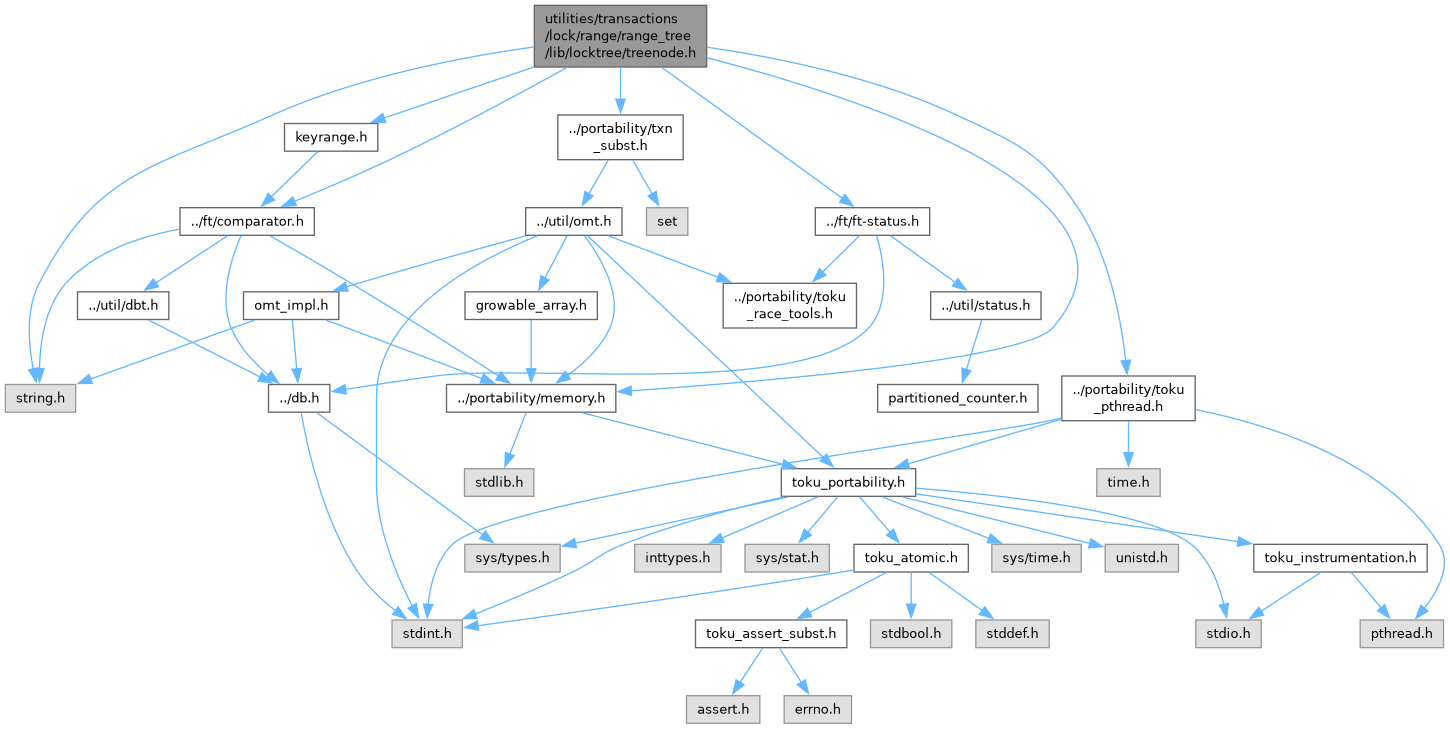 utilities/transactions
/lock/range/range_tree
/lib/locktree/treenode.h
keyrange.h
../portability/txn
_subst.h
../ft/comparator.h
../util/omt.h
set
../ft/ft-status.h
../util/dbt.h
omt_impl.h
growable_array.h
../portability/toku
_race_tools.h
../util/status.h
string.h
../db.h
../portability/memory.h
partitioned_counter.h
../portability/toku
_pthread.h
stdlib.h
toku_portability.h
time.h
sys/types.h
inttypes.h
sys/stat.h
toku_atomic.h
sys/time.h
unistd.h
toku_instrumentation.h
stdint.h
toku_assert_subst.h
stdbool.h
stddef.h
stdio.h
pthread.h
assert.h
errno.h